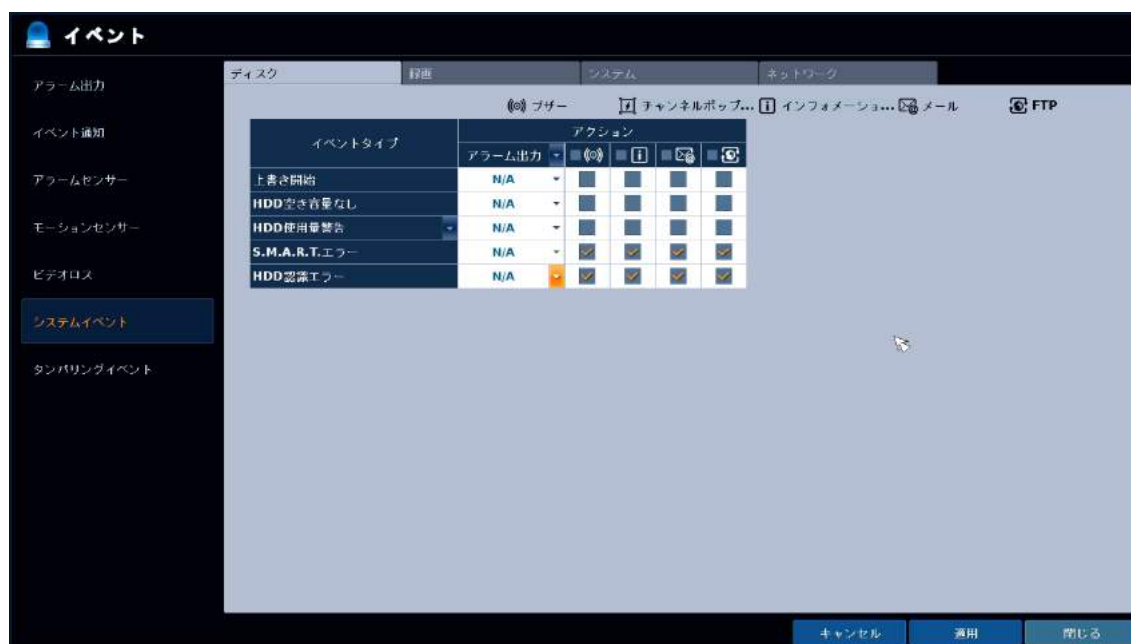 イベント
アラーム出力
イベント通知
アラームセンサー
モーションセンサー
ビデオロス
システムイベント
タンパリングイベント
ディスク 録画 システム ネットワーク
ブザー チャンネルポップ... インフォメーショ... メール FTP
イベントタイプ アクション
アラーム出力
上書き開始 N/A
HDD空き容量なし N/A
HDD使用量警告 N/A
S.M.A.R.T.エラー N/A
HDD認識エラー N/A
キャンセル 適用 閉じる